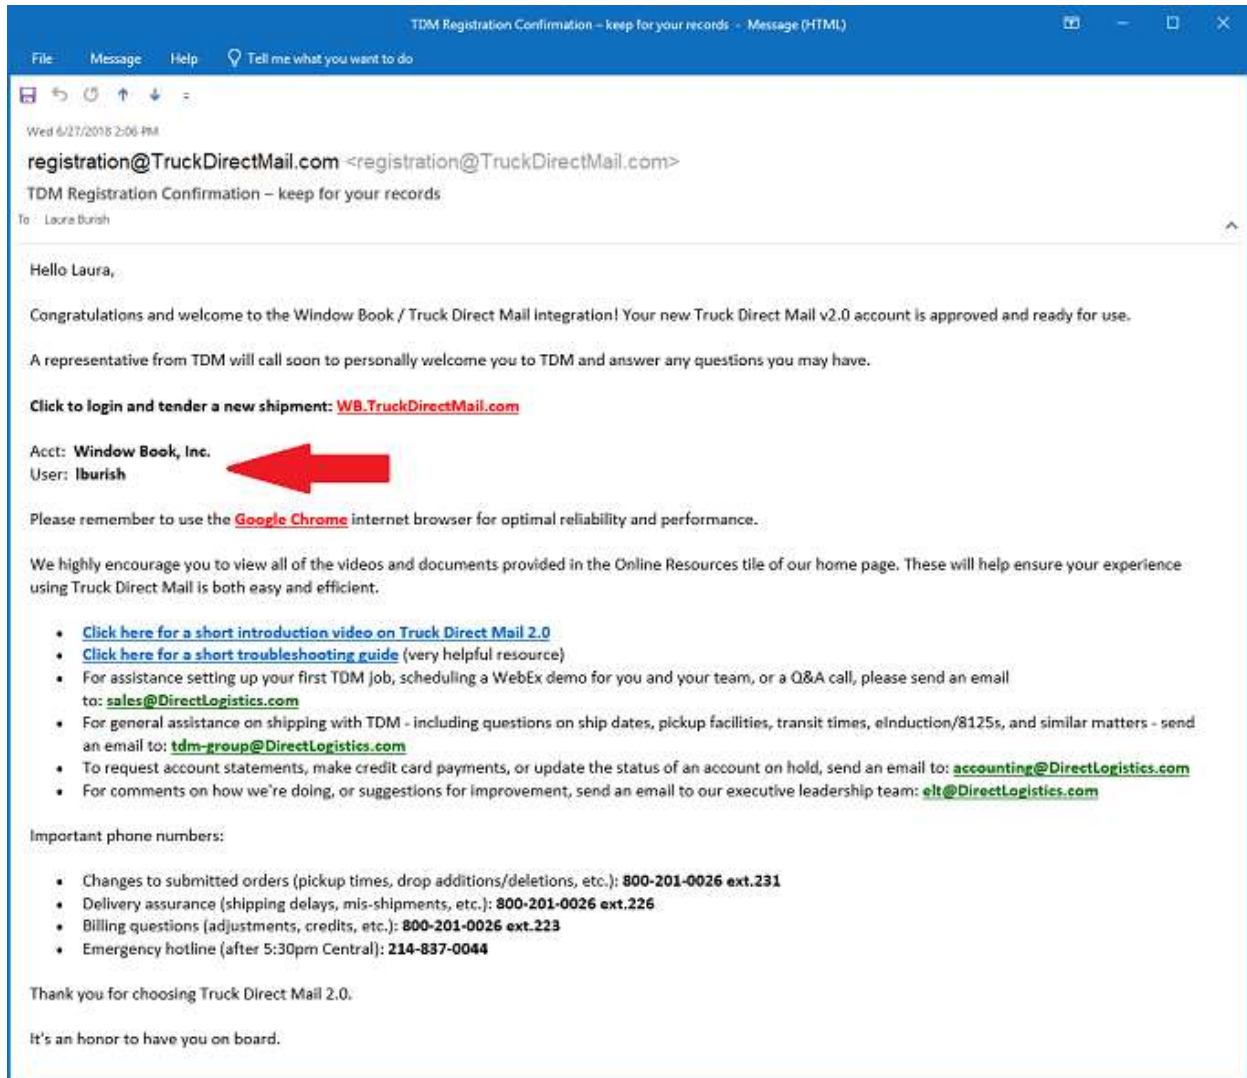 TDM Registration Confirmation – keep for your records - Message (HTML)
File Message Help Tell me what you want to do
Wed 6/27/2018 2:06 PM
registration@TruckDirectMail.com <registration@TruckDirectMail.com>
TDM Registration Confirmation – keep for your records
To Laura Burish
Hello Laura,
Congratulations and welcome to the Window Book / Truck Direct Mail integration! Your new Truck Direct Mail v2.0 account is approved and ready for use.
A representative from TDM will call soon to personally welcome you to TDM and answer any questions you may have.
Click to login and tender a new shipment: WB.TruckDirectMail.com
Acct: Window Book, Inc.
User: lburish
Please remember to use the Google Chrome internet browser for optimal reliability and performance.
We highly encourage you to view all of the videos and documents provided in the Online Resources tile of our home page. These will help ensure your experience
using Truck Direct Mail is both easy and efficient.
• Click here for a short introduction video on Truck Direct Mail 2.0
• Click here for a short troubleshooting guide (very helpful resource)
• For assistance setting up your first TDM job, scheduling a WebEx demo for you and your team, or a Q&A call, please send an email
to: sales@DirectLogistics.com
• For general assistance on shipping with TDM - including questions on ship dates, pickup facilities, transit times, eInduction/8125s, and similar matters - send
an email to: tdm-group@DirectLogistics.com
• To request account statements, make credit card payments, or update the status of an account on hold, send an email to: accounting@DirectLogistics.com
• For comments on how we're doing, or suggestions for improvement, send an email to our executive leadership team: elt@DirectLogistics.com
Important phone numbers:
• Changes to submitted orders (pickup times, drop additions/deletions, etc.): 800-201-0026 ext.231
• Delivery assurance (shipping delays, mis-shipments, etc.): 800-201-0026 ext.226
• Billing questions (adjustments, credits, etc.): 800-201-0026 ext.223
• Emergency hotline (after 5:30pm Central): 214-837-0044
Thank you for choosing Truck Direct Mail 2.0.
It's an honor to have you on board.